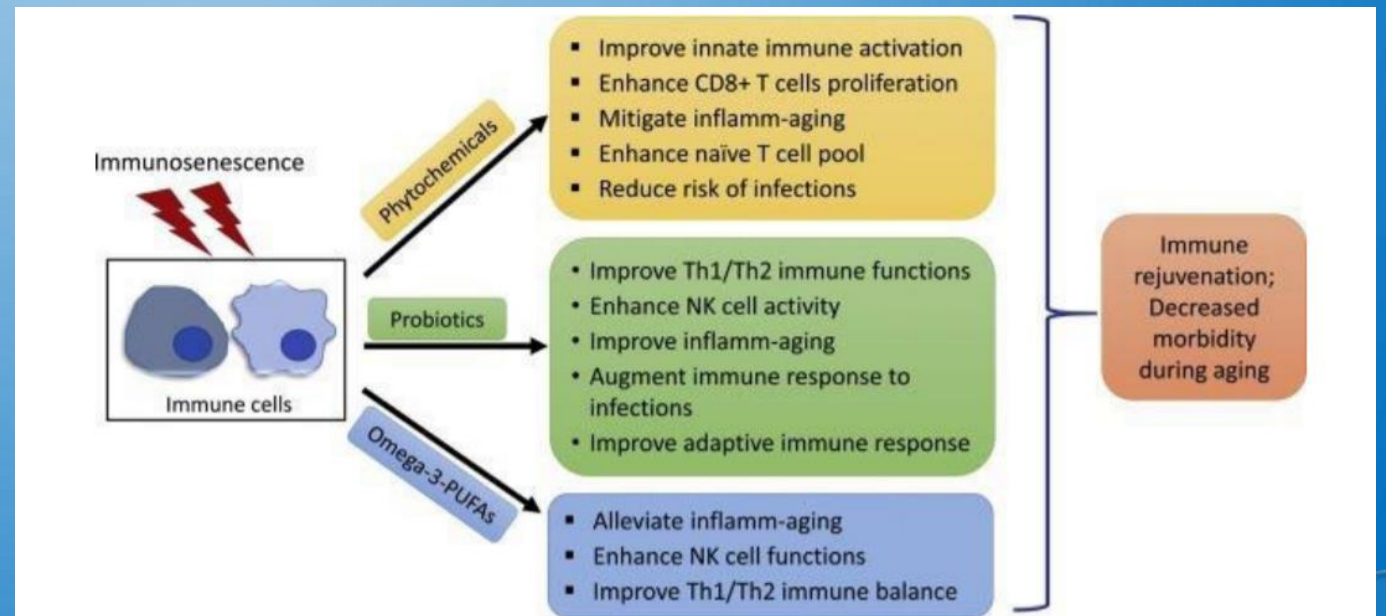 Immunosenescence
Immune cells
Phytochemicals
▪ Improve innate immune activation
▪ Enhance CD8+ T cells proliferation
▪ Mitigate inflamm-aging
▪ Enhance naïve T cell pool
▪ Reduce risk of infections
Probiotics
• Improve Th1/Th2 immune functions
• Enhance NK cell activity
• Improve inflamm-aging
• Augment immune response to
infections
• Improve adaptive immune response
Omega-3-PUFAs
▪ Alleviate inflamm-aging
▪ Enhance NK cell functions
▪ Improve Th1/Th2 immune balance
Immune
rejuvenation;
Decreased
morbidity
during aging